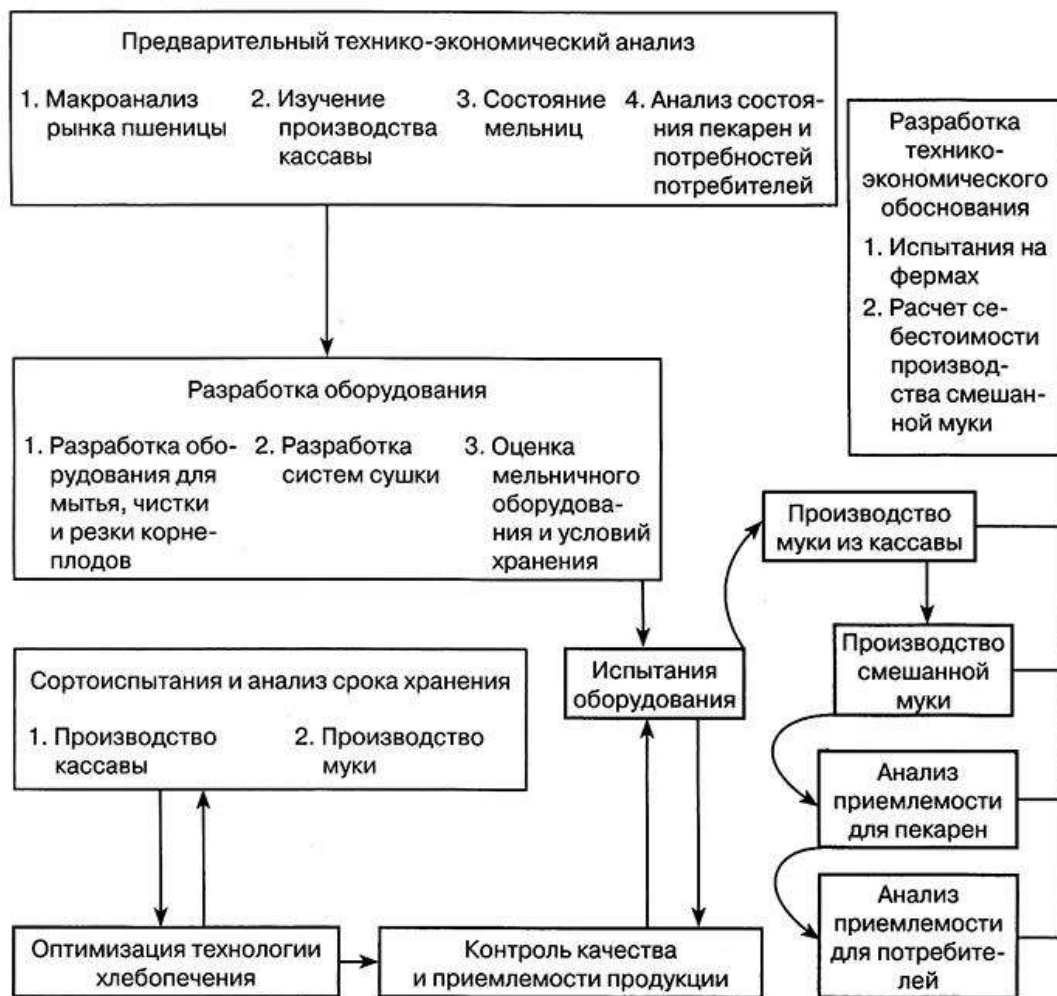 Предварительный технико-экономический анализ
1. Макроанализ
рынка пшеницы
2. Изучение
производства
кассавы
3. Состояние
мельниц
4. Анализ состоя-
ния пекарен и
потребностей
потребителей
Разработка
технико-
экономического
обоснования
1. Испытания на
фермах
2. Расчет се-
бестоимости
производ-
ства смешан-
ной муки
Разработка оборудования
1. Разработка обо-
рудования для
мытья, чистки
и резки корне-
плодов
2. Разработка
систем сушки
3. Оценка
мельничного
оборудова-
ния и условий
хранения
Производство
муки из кассавы
Производство
смешанной
муки
Испытания
оборудования
Сортоиспытания и анализ срока хранения
1. Производство
кассавы
2. Производство
муки
Анализ
приемлемости
для пекарен
Анализ
приемлемости
для потребите-
лей
Оптимизация технологии
хлебопечения
Контроль качества
и приемлемости продукции